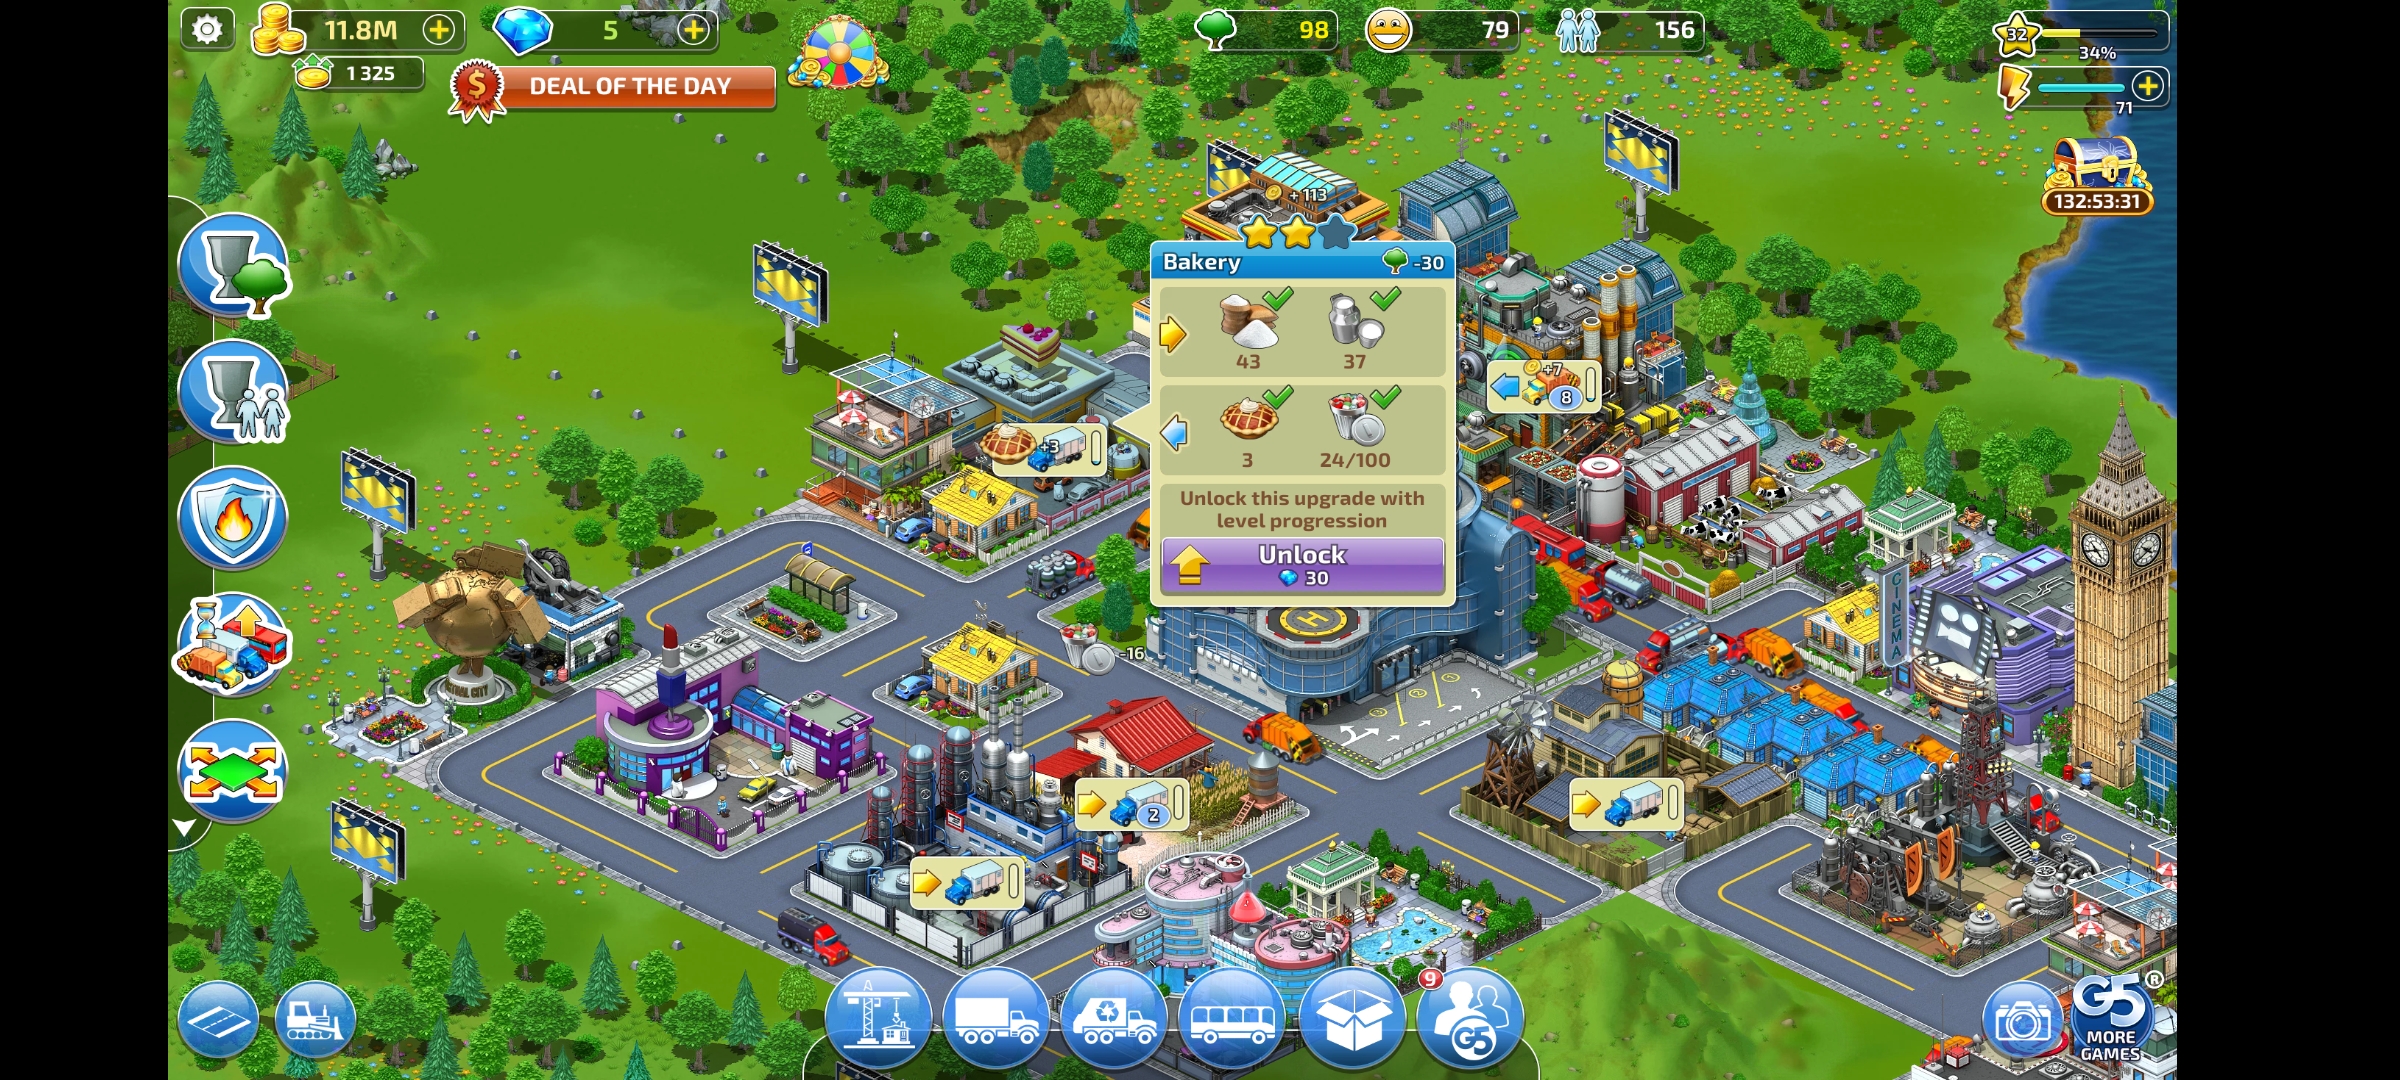 11.8M
5
98
79
156
32
34%
1 325
DEAL OF THE DAY
71
132:53:31
+113
Bakery
-30
43
37
3
24/100
Unlock this upgrade with
level progression
Unlock
30
+7
8
+3
-16
CINEMA
2
9
G5
G5
®
MORE
GAMES